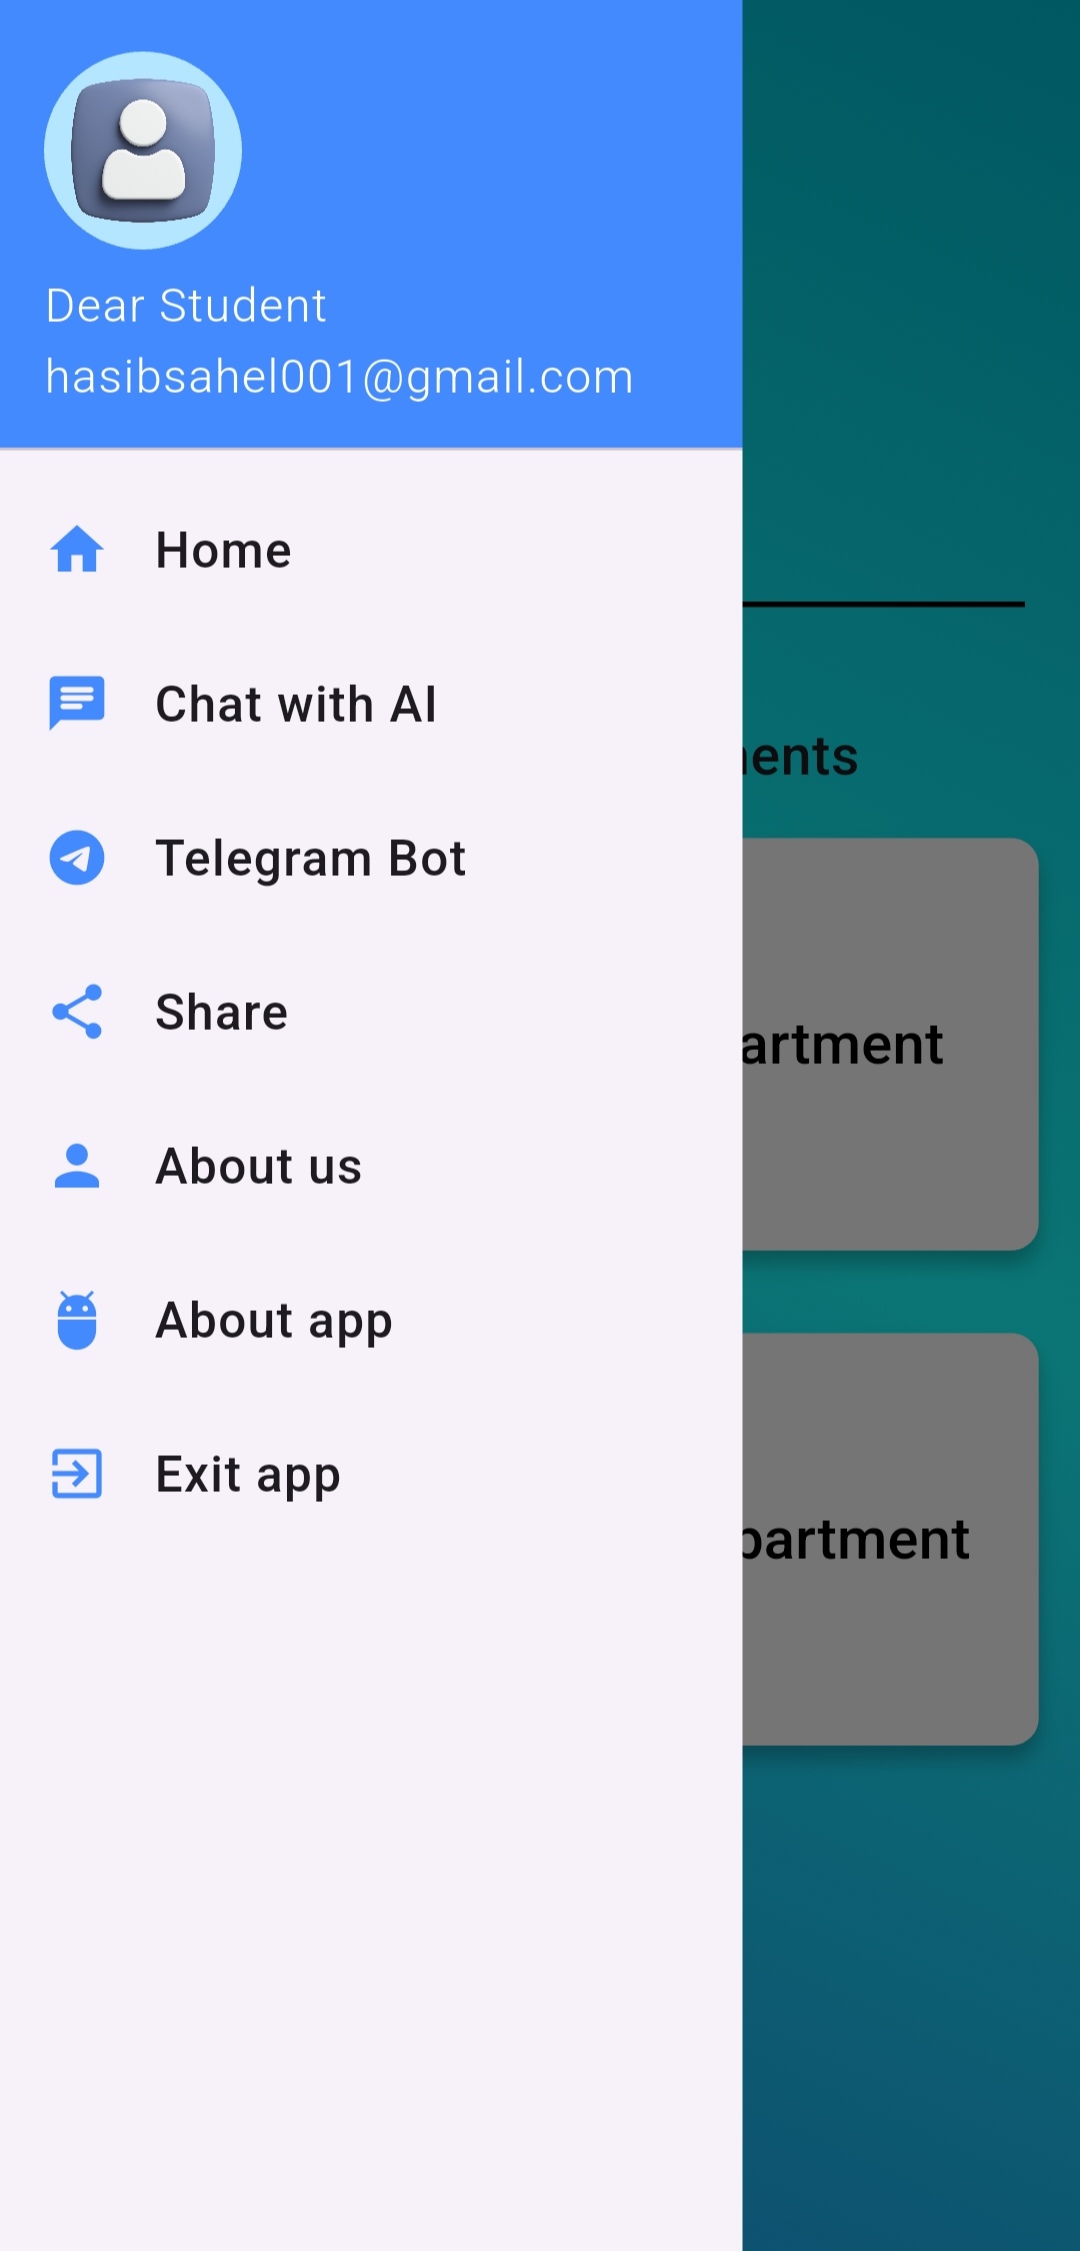 Dear Student
hasibsahel001@gmail.com
Home
Chat with AI
Telegram Bot
Share
About us
About app
Exit app
ents
artment
partment